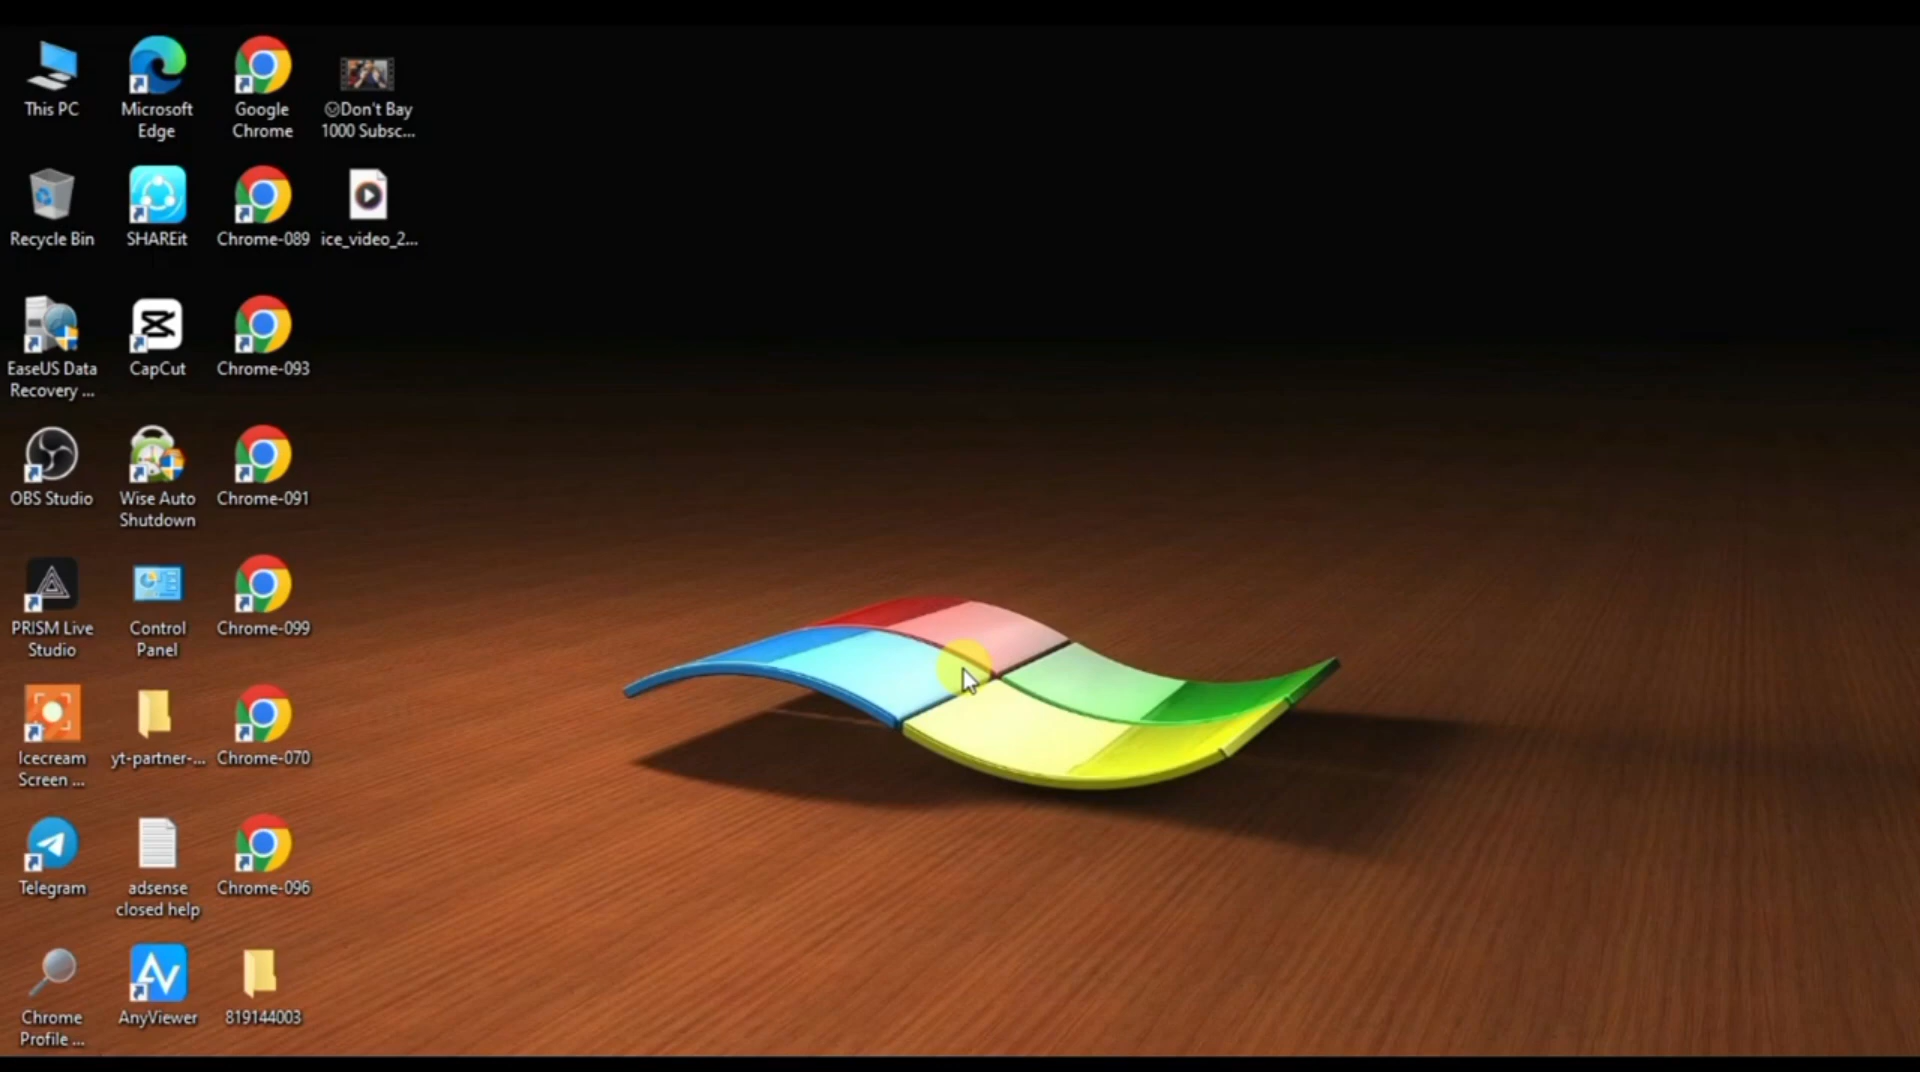 This PC
Microsoft
Edge
Google
Chrome
Don't Bay
1000 Subsc...
Recycle Bin
SHAREit
Chrome-089
ice_video_2...
EaseUS Data
Recovery ...
CapCut
Chrome-093
OBS Studio
Wise Auto
Shutdown
Chrome-091
PRISM Live
Studio
Control
Panel
Chrome-099
Icecream
Screen ...
yt-partner-...
Chrome-070
Telegram
adsense
closed help
Chrome-096
Chrome
Profile ...
AnyViewer
819144003